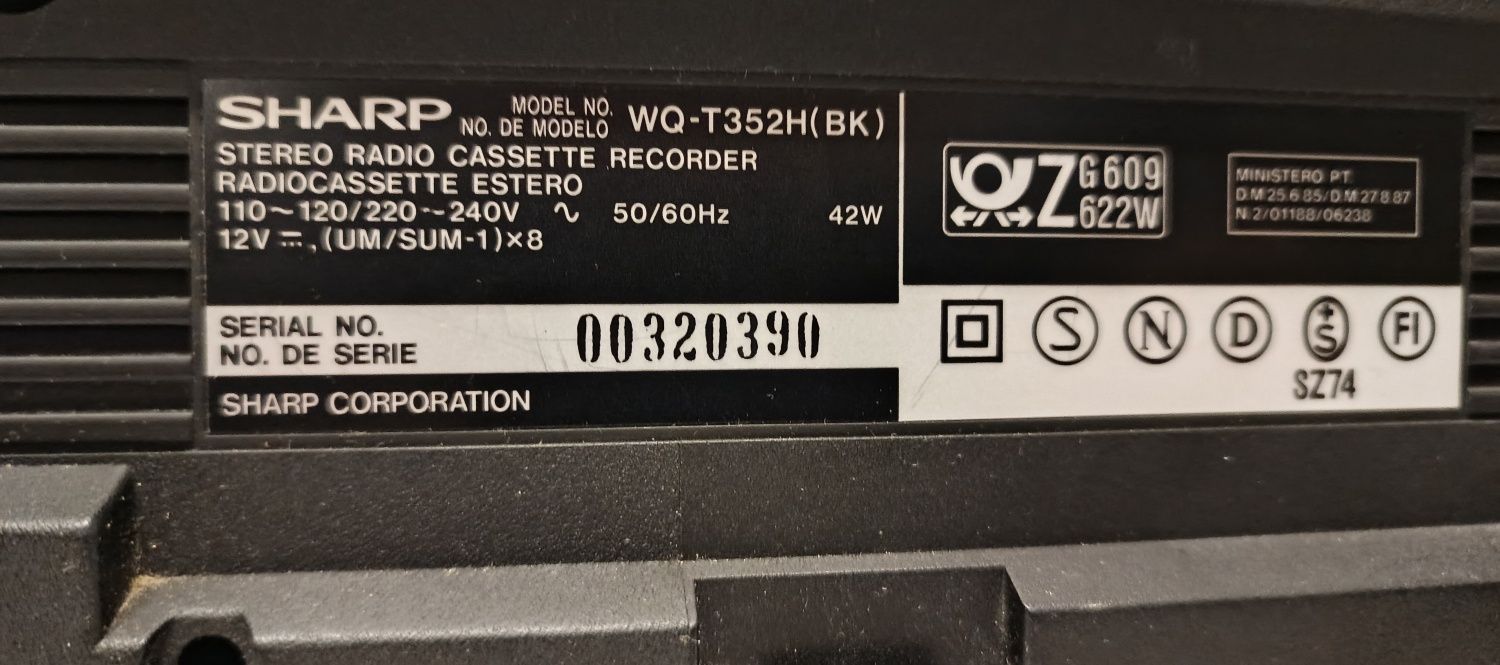 SHARP MODEL NO. WQ-T352H(BK)
NO. DE MODELO
STEREO RADIO CASSETTE RECORDER
RADIOCASSETTE ESTERO
110~120/220~240V ∿ 50/60Hz 42W
12V ⎓, (UM/SUM-1)×8
SERIAL NO. 00320390
NO. DE SERIE
SHARP CORPORATION
Z G609
622W
MINISTERO PT.
D.M 25.6.85/D.M 27.8.87
N.2/01188/06238
S N D +S FI
SZ74